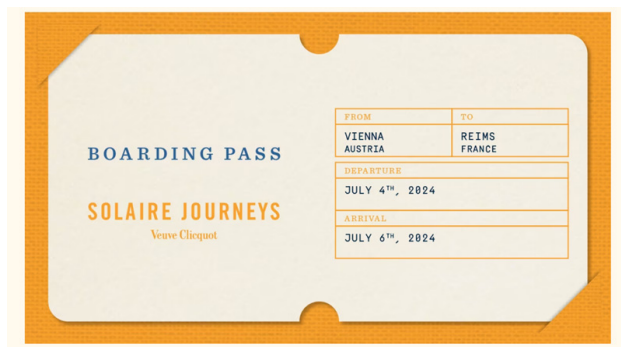 BOARDING PASS
SOLAIRE JOURNEYS
Veuve Clicquot
FROM
TO
VIENNA
AUSTRIA
REIMS
FRANCE
DEPARTURE
JULY 4TH, 2024
ARRIVAL
JULY 6TH, 2024